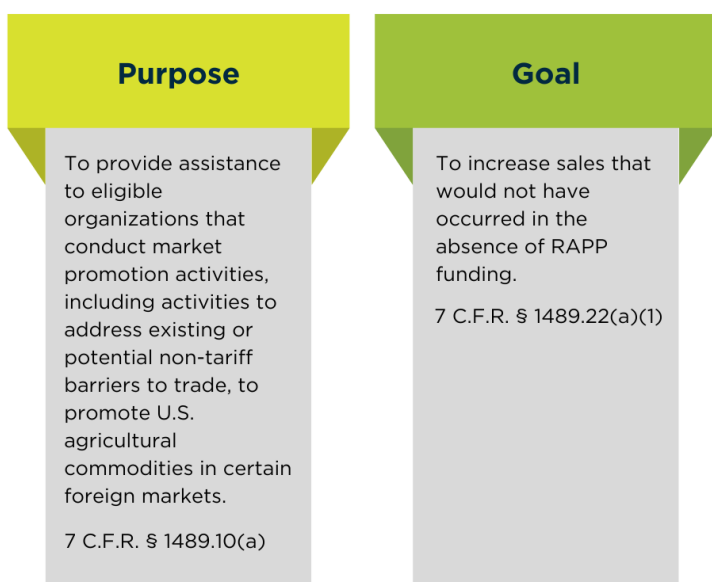 Purpose
To provide assistance
to eligible
organizations that
conduct market
promotion activities,
including activities to
address existing or
potential non-tariff
barriers to trade, to
promote U.S.
agricultural
commodities in certain
foreign markets.
7 C.F.R. § 1489.10(a)
Goal
To increase sales that
would not have
occurred in the
absence of RAPP
funding.
7 C.F.R. § 1489.22(a)(1)